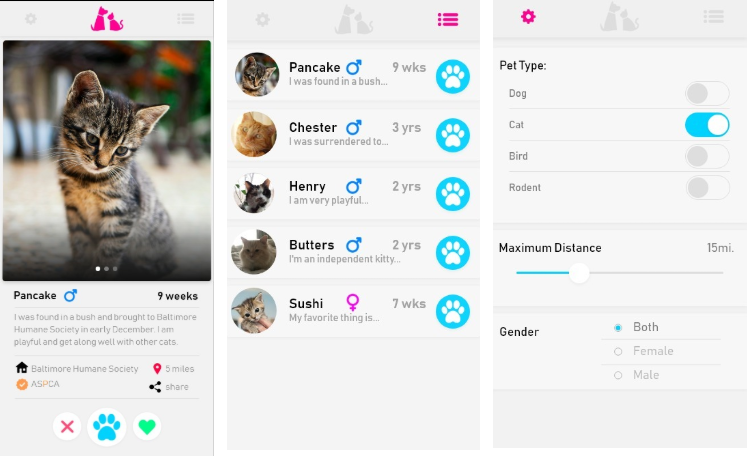 Pancake
9 weeks
I was found in a bush and brought to Baltimore
Humane Society in early December. I am
playful and get along well with other cats.
Baltimore Humane Society
5 miles
ASPCA
share
Pancake
9 wks
I was found in a bush...
Chester
3 yrs
I was surrendered to...
Henry
2 yrs
I am very playful...
Butters
2 yrs
I'm an independent kitty...
Sushi
7 wks
My favorite thing is...
Pet Type:
Dog
Cat
Bird
Rodent
Maximum Distance
15mi.
Gender
Both
Female
Male